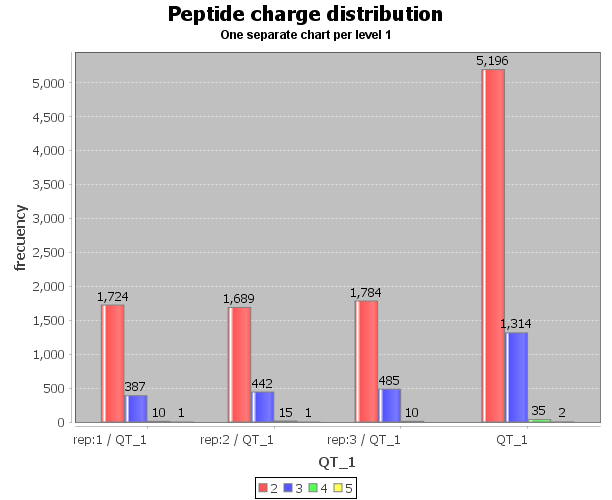 Peptide charge distribution
One separate chart per level 1
frecuency
5,000
4,500
4,000
3,500
3,000
2,500
2,000
1,500
1,000
500
0
1,724
387
10
1
1,689
442
15
1
1,784
485
10
5,196
1,314
35
2
rep:1 / QT_1
rep:2 / QT_1
rep:3 / QT_1
QT_1
QT_1
2 3 4 5